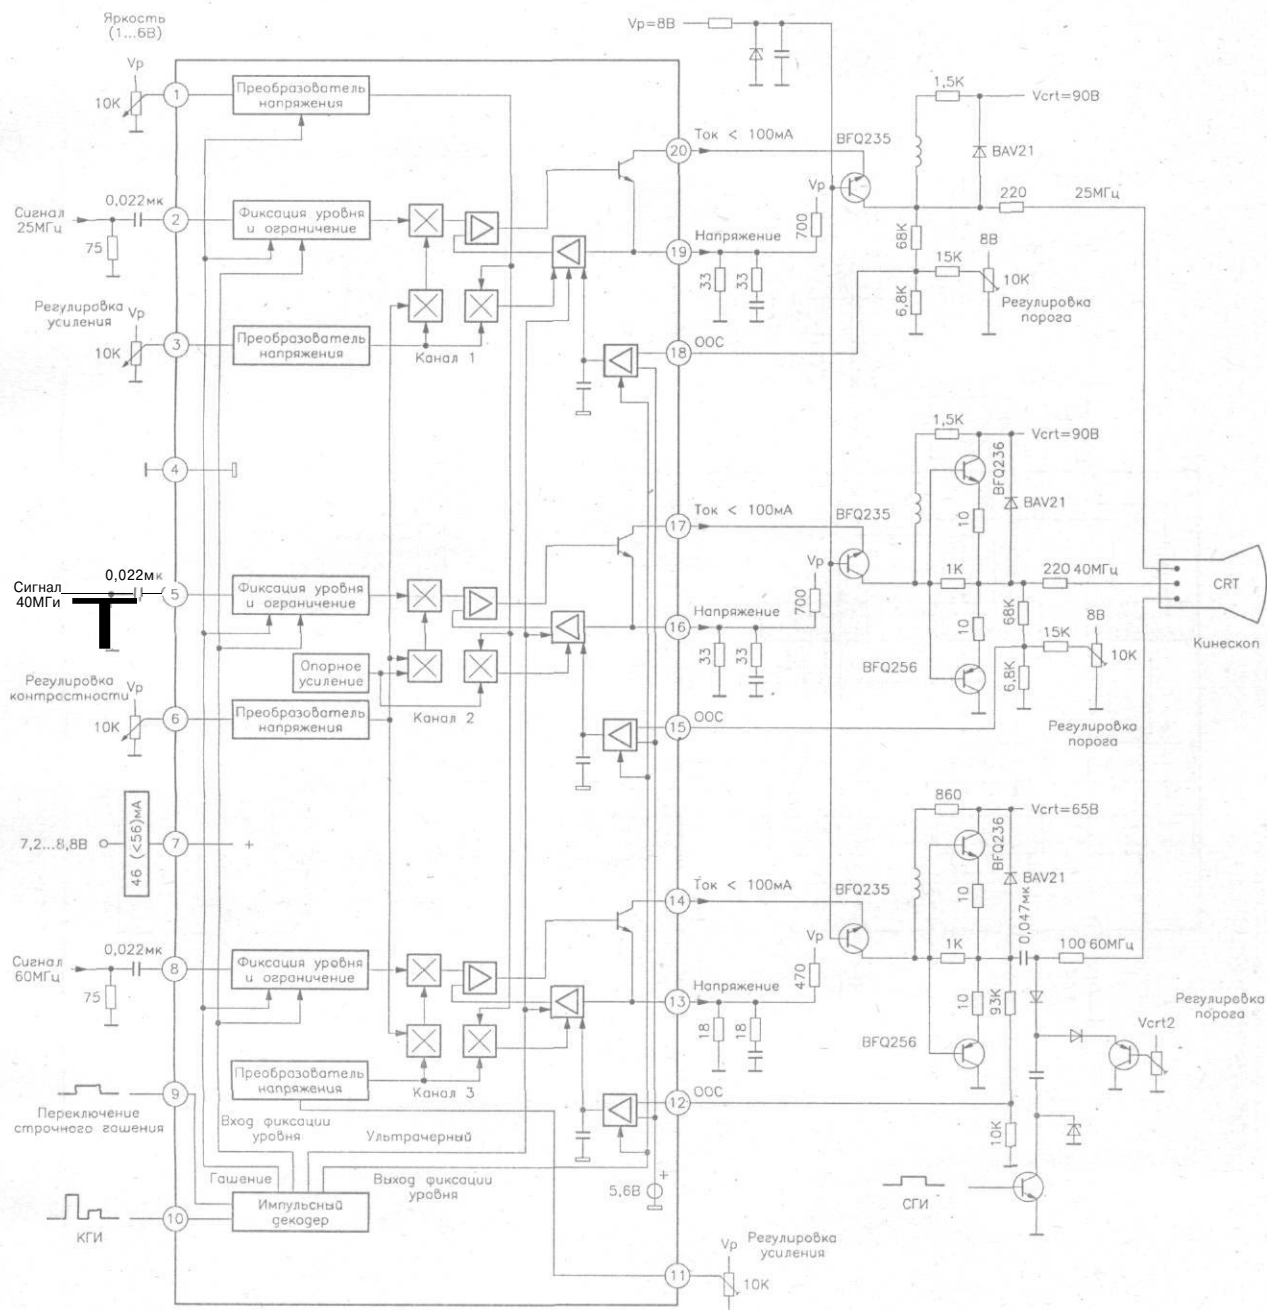 Яркость
(1...6В)
Vp
10К
1
Преобразователь
напряжения
Vp=8В
1,5К
Vcrt=90В
BAV21
20
Ток < 100мА
BFQ235
Vp
700
220
25МГц
0,022мк
Сигнал
25МГц
75
2
Фиксация уровня
и ограничение
19
Напряжение
33
33
68К
15К
8В
10К
6,8К
Регулировка
порога
Регулировка
усиления
Vp
10К
3
Преобразователь
напряжения
Канал 1
18
ООС
4
1,5К
Vcrt=90В
BFQ236
BAV21
10
17
Ток < 100мА
BFQ235
Vp
700
1К
220 40МГц
CRT
Кинескоп
0,022мк
Сигнал
40МГи
5
Фиксация уровня
и ограничение
16
Напряжение
33
33
10
68К
15К
8В
10К
6,8К
BFQ256
Опорное
усиление
Регулировка
контрастности
Vp
10К
6
Преобразователь
напряжения
Канал 2
15
ООС
Регулировка
порога
7,2...8,8В
46 (<56)мА
7
+
860
Vcrt=65В
BFQ236
BAV21
10
0,047мк
14
Ток < 100мА
BFQ235
Vp
470
1К
100 60МГц
0,022мк
Сигнал
60МГц
75
8
Фиксация уровня
и ограничение
13
Напряжение
18
18
10
93К
BFQ256
Регулировка
порога
Vcrt2
Преобразователь
напряжения
Канал 3
12
ООС
10К
9
Переключение
строчного гашения
Вход фиксации
уровня
Ультрачерный
Гашение
Выход фиксации
уровня
+
5,6В
СГИ
10
КГИ
Импульсный
декодер
11
Vp
Регулировка
усиления
10К